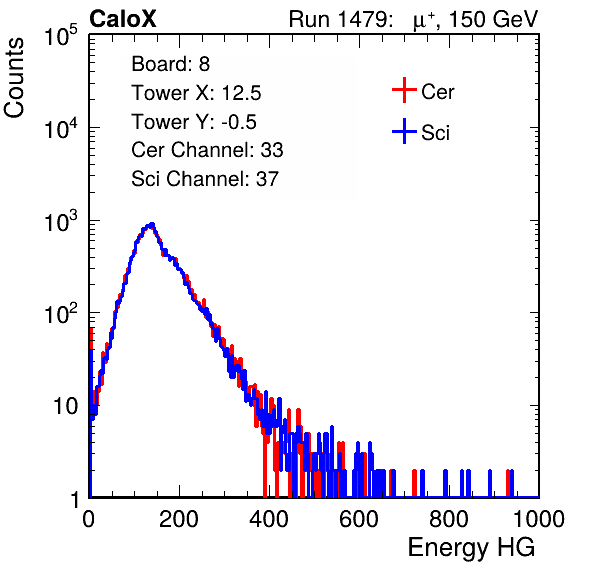 CaloX Run 1479: μ⁺, 150 GeV
Counts
10⁵
10⁴
10³
10²
10
1
Board: 8
Tower X: 12.5
Tower Y: -0.5
Cer Channel: 33
Sci Channel: 37
Cer
Sci
0 200 400 600 800 1000
Energy HG